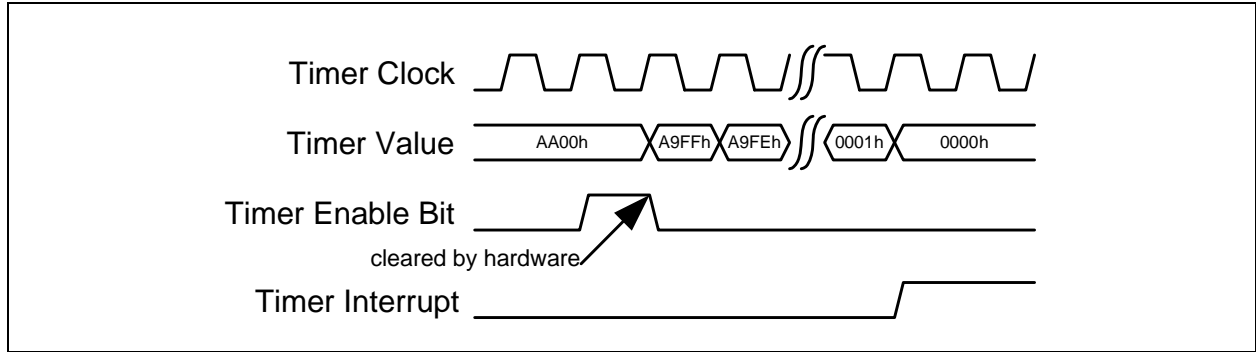 Timer Clock
Timer Value AA00h A9FFh A9FEh 0001h 0000h
Timer Enable Bit
cleared by hardware
Timer Interrupt